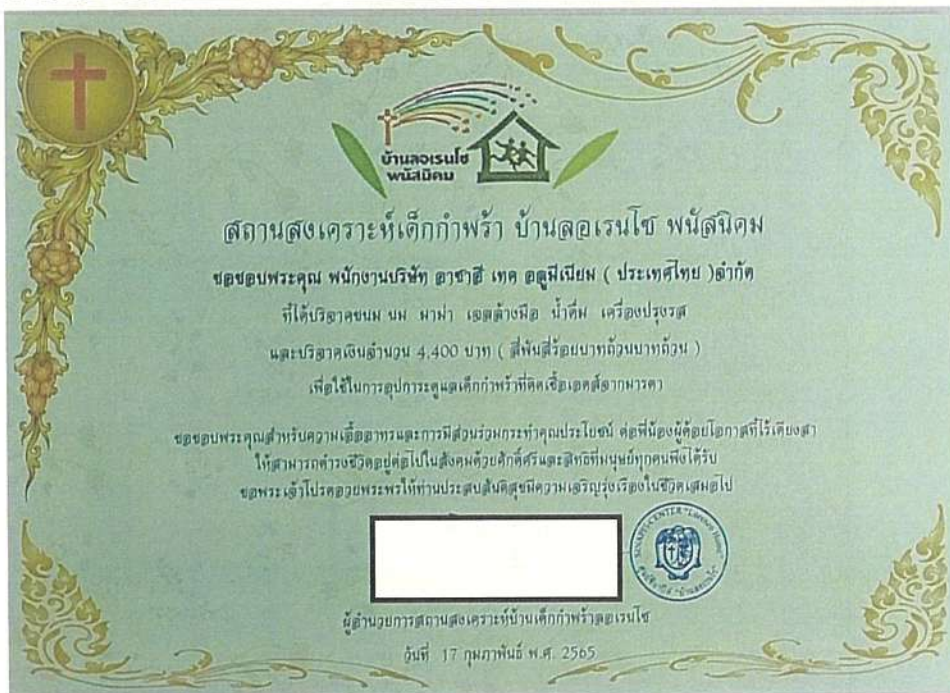 บ้านลอเรนโซ
พนัสนิคม
สถานสงเคราะห์เด็กกำพร้า บ้านลอเรนโซ พนัสนิคม
ขอขอบพระคุณ พนักงานบริษัท อาซาฮี เทค อลูมิเนียม ( ประเทศไทย )จำกัด
ที่ได้บริจาคขนม นม มาม่า เจลล้างมือ น้ำดื่ม เครื่องปรุงรส
และบริจาคเงินจำนวน 4,400 บาท ( สี่พันสี่ร้อยบาทถ้วนบาทถ้วน )
เพื่อใช้ในการอุปการะดูแลเด็กกำพร้าที่ติดเชื้อเอดส์จากมารดา
ขอขอบพระคุณสำหรับความเอื้ออาทรและการมีส่วนร่วมกระทำคุณประโยชน์ ต่อพี่น้องผู้ด้อยโอกาสที่ไร้เดียงสา
ให้สามารถดำรงชีวิตอยู่ต่อไปในสังคมด้วยศักดิ์ศรีและสิทธิที่มนุษย์ทุกคนพึงได้รับ
ขอพระเจ้าโปรดอวยพระพรให้ท่านประสบสันติสุขมีความเจริญรุ่งเรืองในชีวิตเสมอไป
CENTER "Lorenzo Home"
"บ้านลอเรนโซ"
ผู้อำนวยการสถานสงเคราะห์บ้านเด็กกำพร้าลอเรนโซ
วันที่ 17 กุมภาพันธ์ พ.ศ. 2565